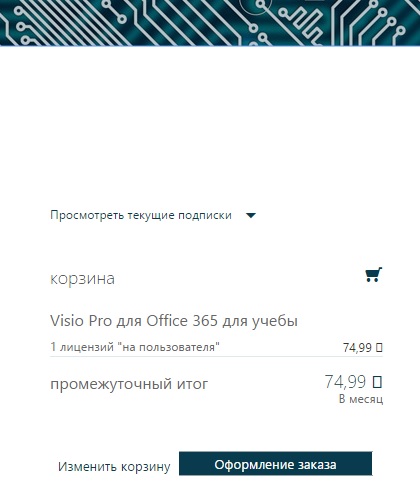 Просмотреть текущие подписки
корзина
Visio Pro для Office 365 для учебы
1 лицензий "на пользователя" 74,99 ▯
промежуточный итог 74,99 ▯
В месяц
Изменить корзину Оформление заказа